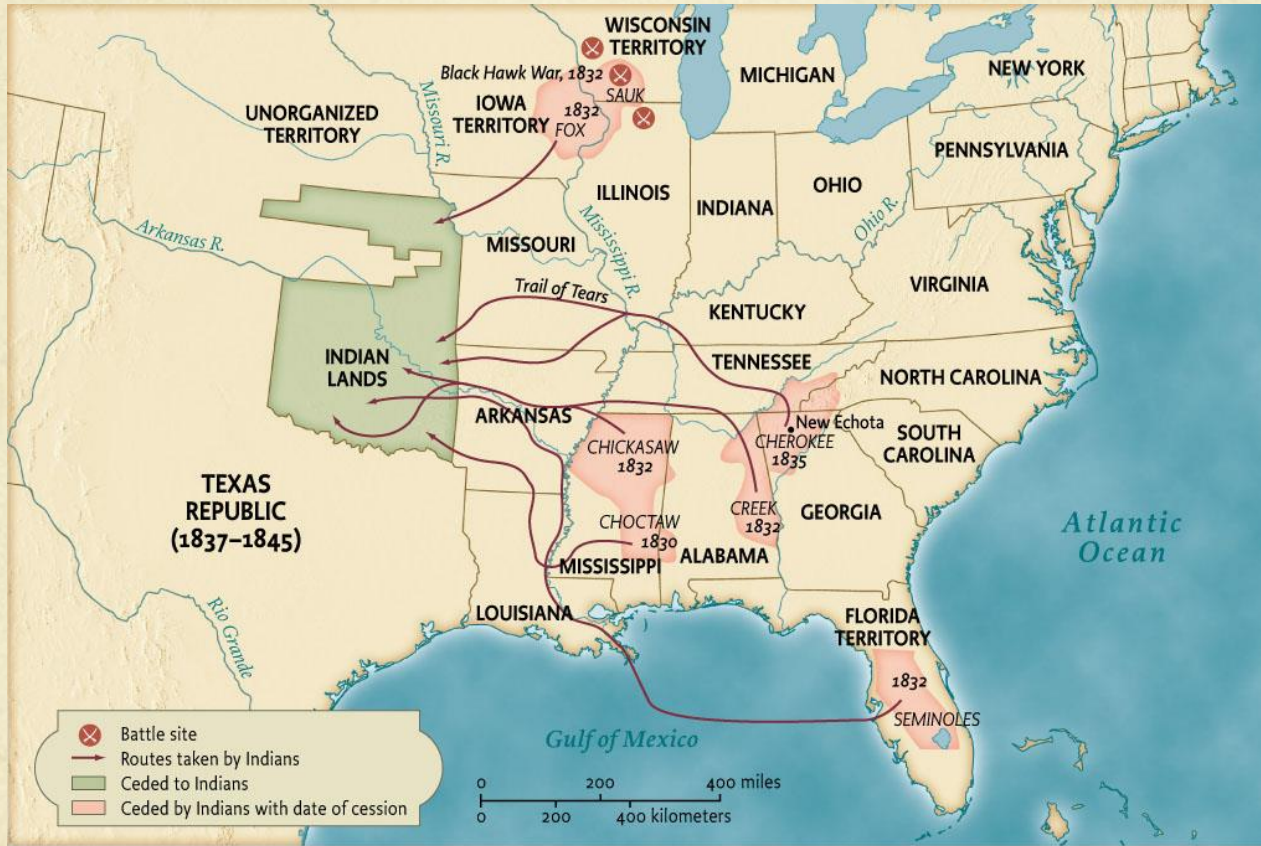 WISCONSIN
TERRITORY
Black Hawk War, 1832
SAUK
MICHIGAN
NEW YORK
UNORGANIZED
TERRITORY
Missouri R.
IOWA
TERRITORY
1832
FOX
PENNSYLVANIA
ILLINOIS
INDIANA
OHIO
Ohio R.
Arkansas R.
MISSOURI
Mississippi R.
VIRGINIA
Trail of Tears
KENTUCKY
INDIAN
LANDS
TENNESSEE
NORTH CAROLINA
ARKANSAS
New Echota
CHEROKEE
1835
SOUTH
CAROLINA
CHICKASAW
1832
TEXAS
REPUBLIC
(1837–1845)
CREEK
1832
GEORGIA
CHOCTAW
1830
Atlantic
Ocean
MISSISSIPPI
ALABAMA
Rio Grande
LOUISIANA
FLORIDA
TERRITORY
1832
SEMINOLES
Gulf of Mexico
Battle site
Routes taken by Indians
Ceded to Indians
Ceded by Indians with date of cession
0 200 400 miles
0 200 400 kilometers